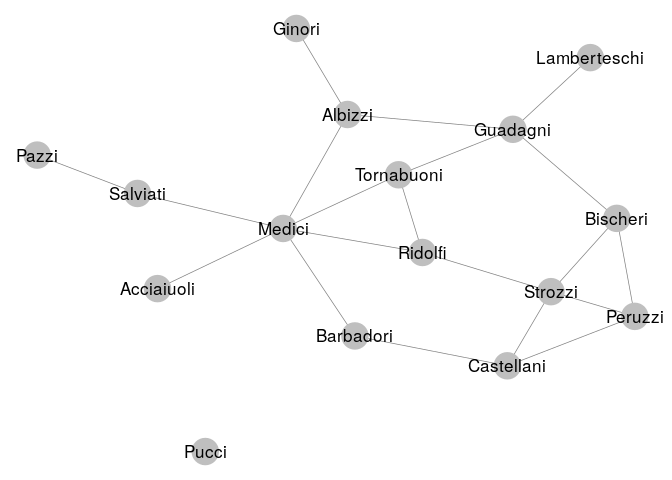 Ginori
Lamberteschi
Albizzi
Guadagni
Pazzi
Tornabuoni
Salviati
Bischeri
Medici
Ridolfi
Acciaiuoli
Strozzi
Peruzzi
Barbadori
Castellani
Pucci